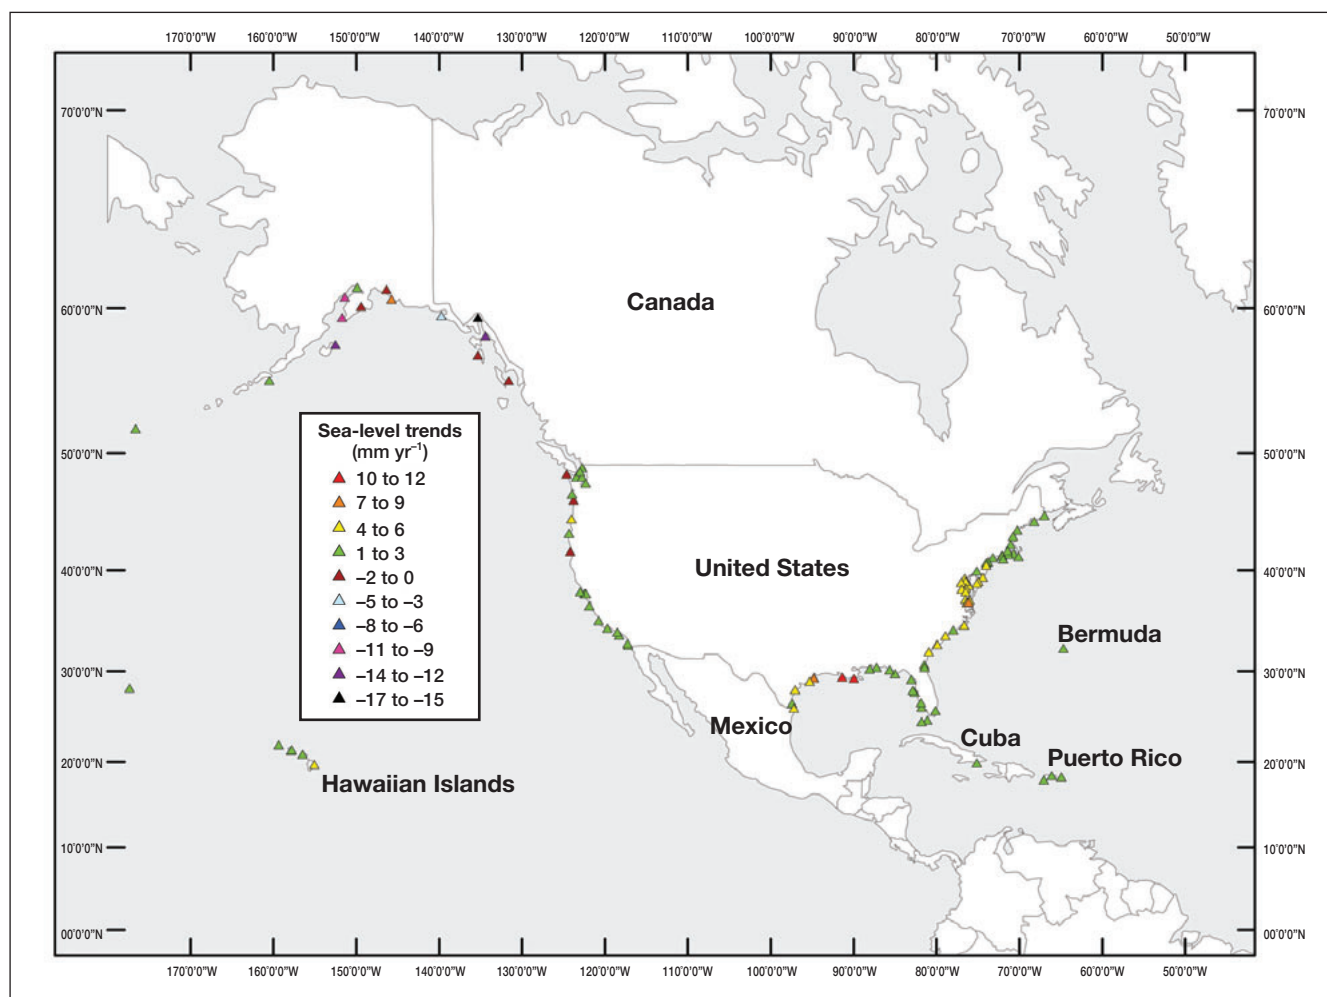 170°0'0"W 160°0'0"W 150°0'0"W 140°0'0"W 130°0'0"W 120°0'0"W 110°0'0"W 100°0'0"W 90°0'0"W 80°0'0"W 70°0'0"W 60°0'0"W 50°0'0"W
70°0'0"N 70°0'0"N
60°0'0"N 60°0'0"N
Canada
50°0'0"N 50°0'0"N
Sea-level trends
(mm yr⁻¹)
10 to 12
7 to 9
4 to 6
1 to 3
–2 to 0
–5 to –3
–8 to –6
–11 to –9
–14 to –12
–17 to –15
United States
40°0'0"N 40°0'0"N
Bermuda
30°0'0"N 30°0'0"N
Mexico
Cuba
Puerto Rico
20°0'0"N 20°0'0"N
Hawaiian Islands
10°0'0"N 10°0'0"N
00°0'0"N 00°0'0"N
170°0'0"W 160°0'0"W 150°0'0"W 140°0'0"W 130°0'0"W 120°0'0"W 110°0'0"W 100°0'0"W 90°0'0"W 80°0'0"W 70°0'0"W 60°0'0"W 50°0'0"W